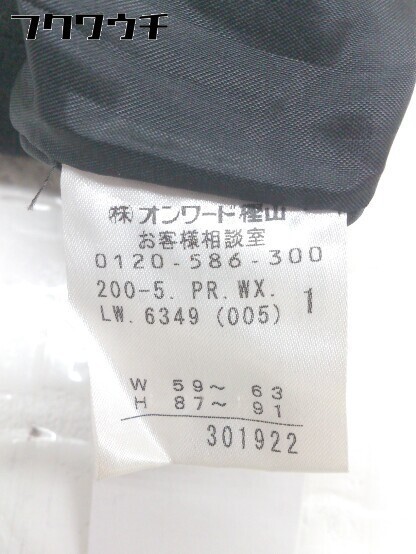 フクワウチ
(株)オンワード樫山
お客様相談室
0120-586-300
200-5. PR. WX. 1
LW. 6349 (005)
W 59〜 63
H 87〜 91
301922